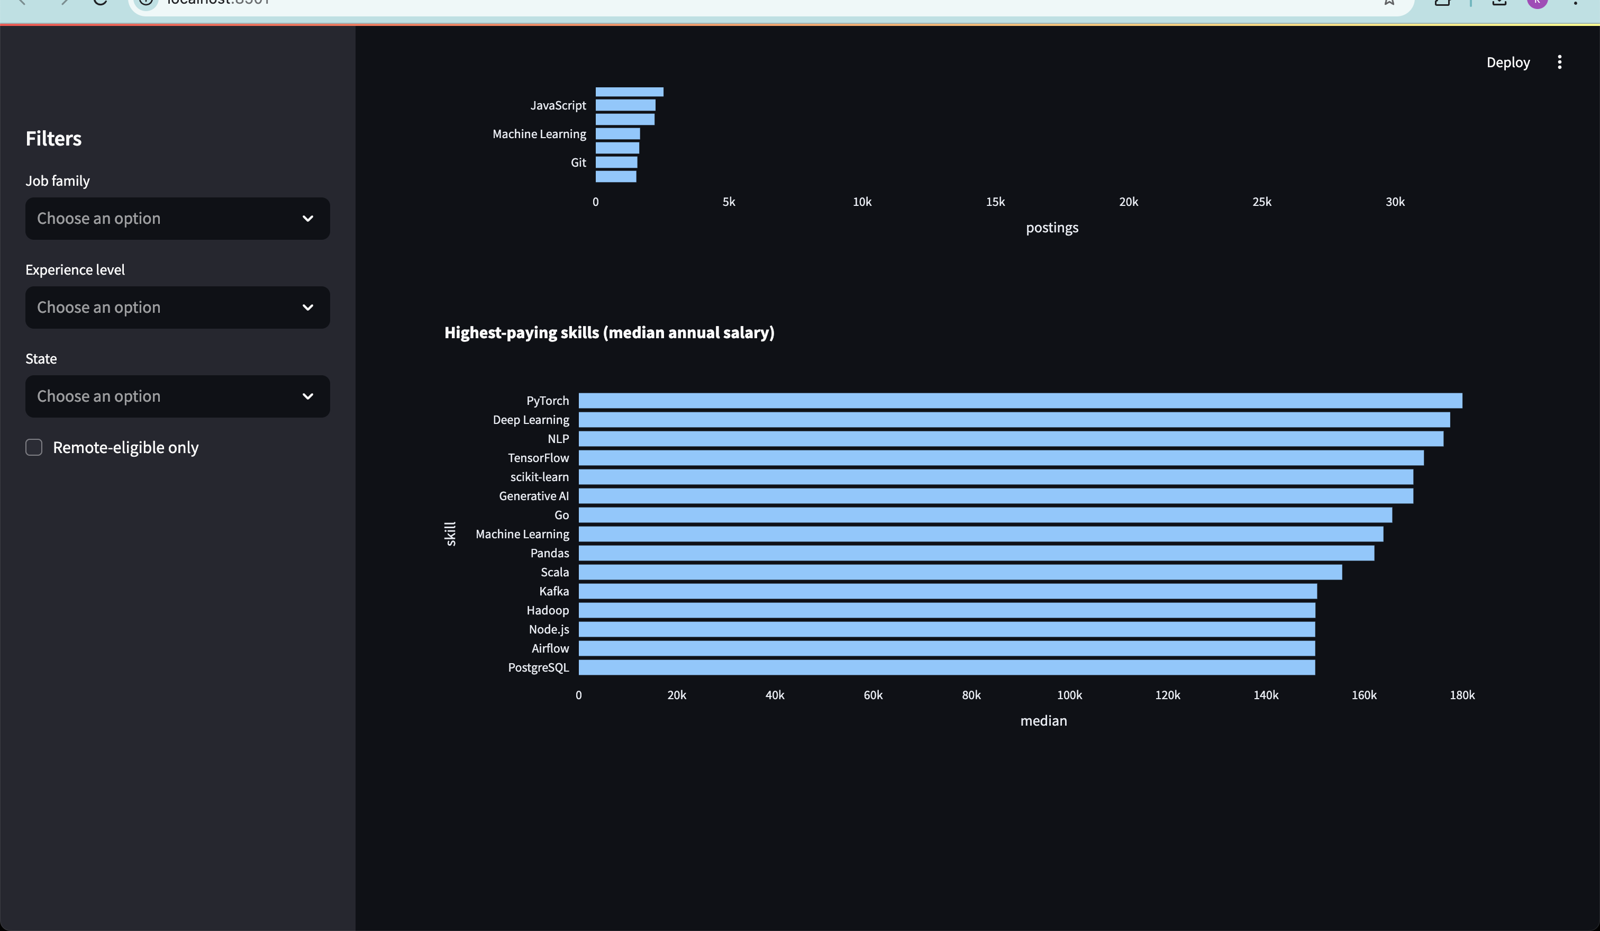 Deploy
Filters
Job family
Choose an option
Experience level
Choose an option
State
Choose an option
Remote-eligible only
JavaScript
Machine Learning
Git
0 5k 10k 15k 20k 25k 30k
postings
Highest-paying skills (median annual salary)
skill
PyTorch
Deep Learning
NLP
TensorFlow
scikit-learn
Generative AI
Go
Machine Learning
Pandas
Scala
Kafka
Hadoop
Node.js
Airflow
PostgreSQL
0 20k 40k 60k 80k 100k 120k 140k 160k 180k
median